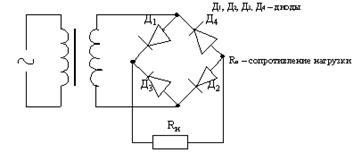 Д1, Д2, Д3, Д4 – диоды
Д1
Д4
Rн – сопротивление нагрузки
Д3
Д2
Rн